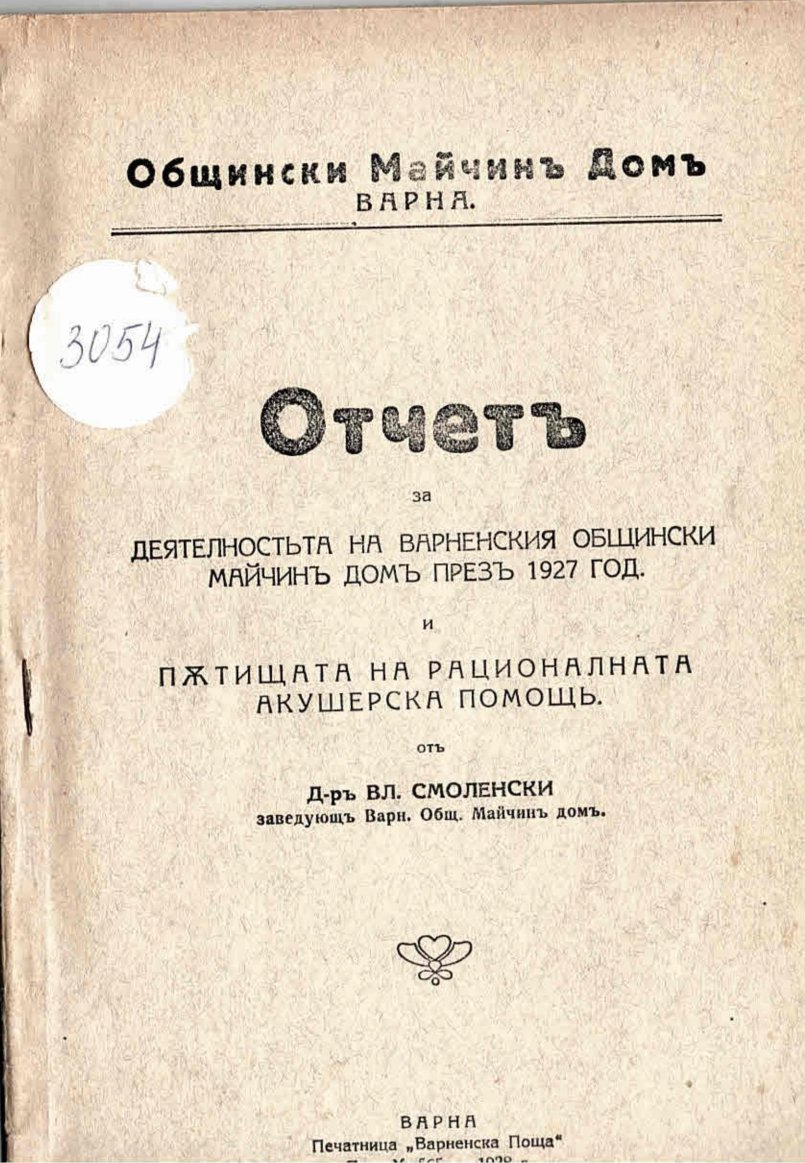 Общински Майчинъ Домъ
ВАРНА.
3054
Отчетъ
за
ДЕЯТЕЛНОСТЬТА НА ВАРНЕНСКИЯ ОБЩИНСКИ
МАЙЧИНЪ ДОМЪ ПРЕЗЪ 1927 ГОД.
и
ПѪТИЩАТА НА РАЦИОНАЛНАТА
АКУШЕРСКА ПОМОЩЬ.
отъ
Д-ръ ВЛ. СМОЛЕНСКИ
заведующъ Варн. Общ. Майчинъ домъ.
ВАРНА
Печатница „Варненска Поща“